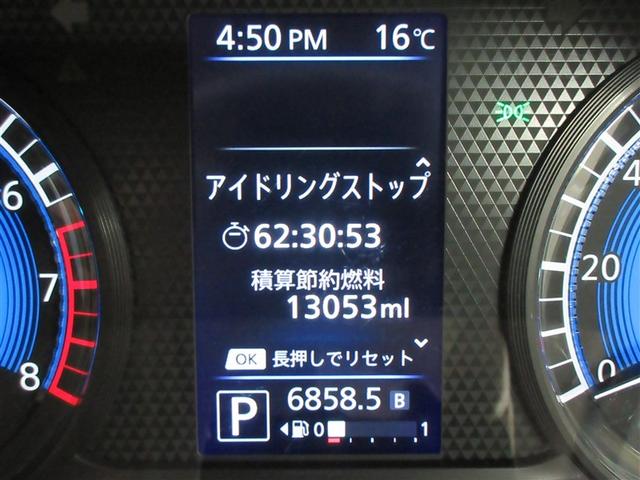 4:50 PM 16℃
アイドリングストップ
62:30:53
積算節約燃料
13053ml
OK 長押しでリセット
P 6858.5 B
0 1
6
7
8
4
20
0